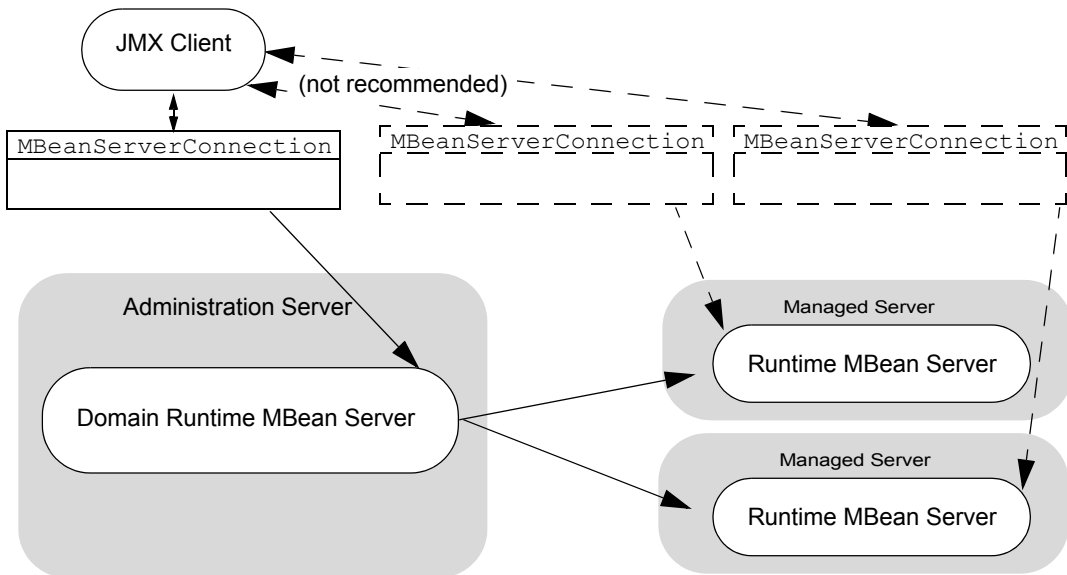 JMX Client
(not recommended)
MBeanServerConnection
MBeanServerConnection
MBeanServerConnection
Administration Server
Managed Server
Runtime MBean Server
Domain Runtime MBean Server
Managed Server
Runtime MBean Server